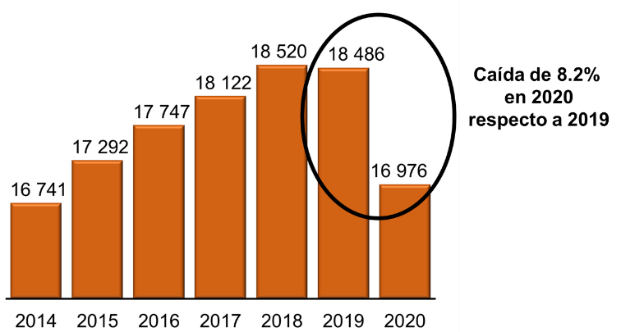 18 520
18 486
18 122
17 747
17 292
16 741
16 976
Caída de 8.2%
en 2020
respecto a 2019
2014 2015 2016 2017 2018 2019 2020